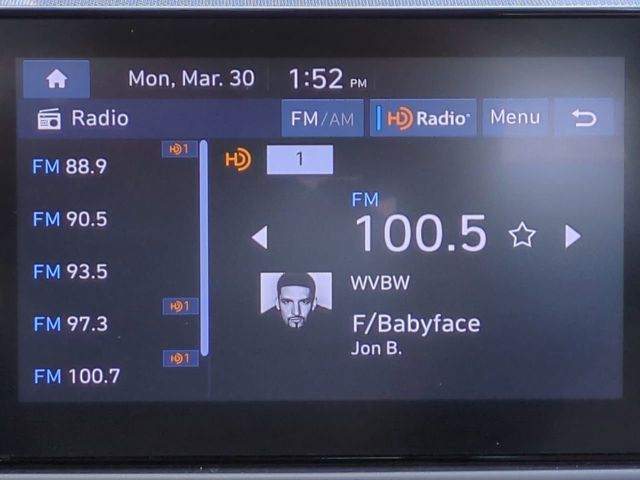 Mon, Mar. 30 1:52 PM
Radio FM/AM HD Radio Menu
HD1
FM 88.9
FM 90.5
FM 93.5
HD1
FM 97.3
HD1
FM 100.7
HD 1
FM
100.5
WVBW
F/Babyface
Jon B.